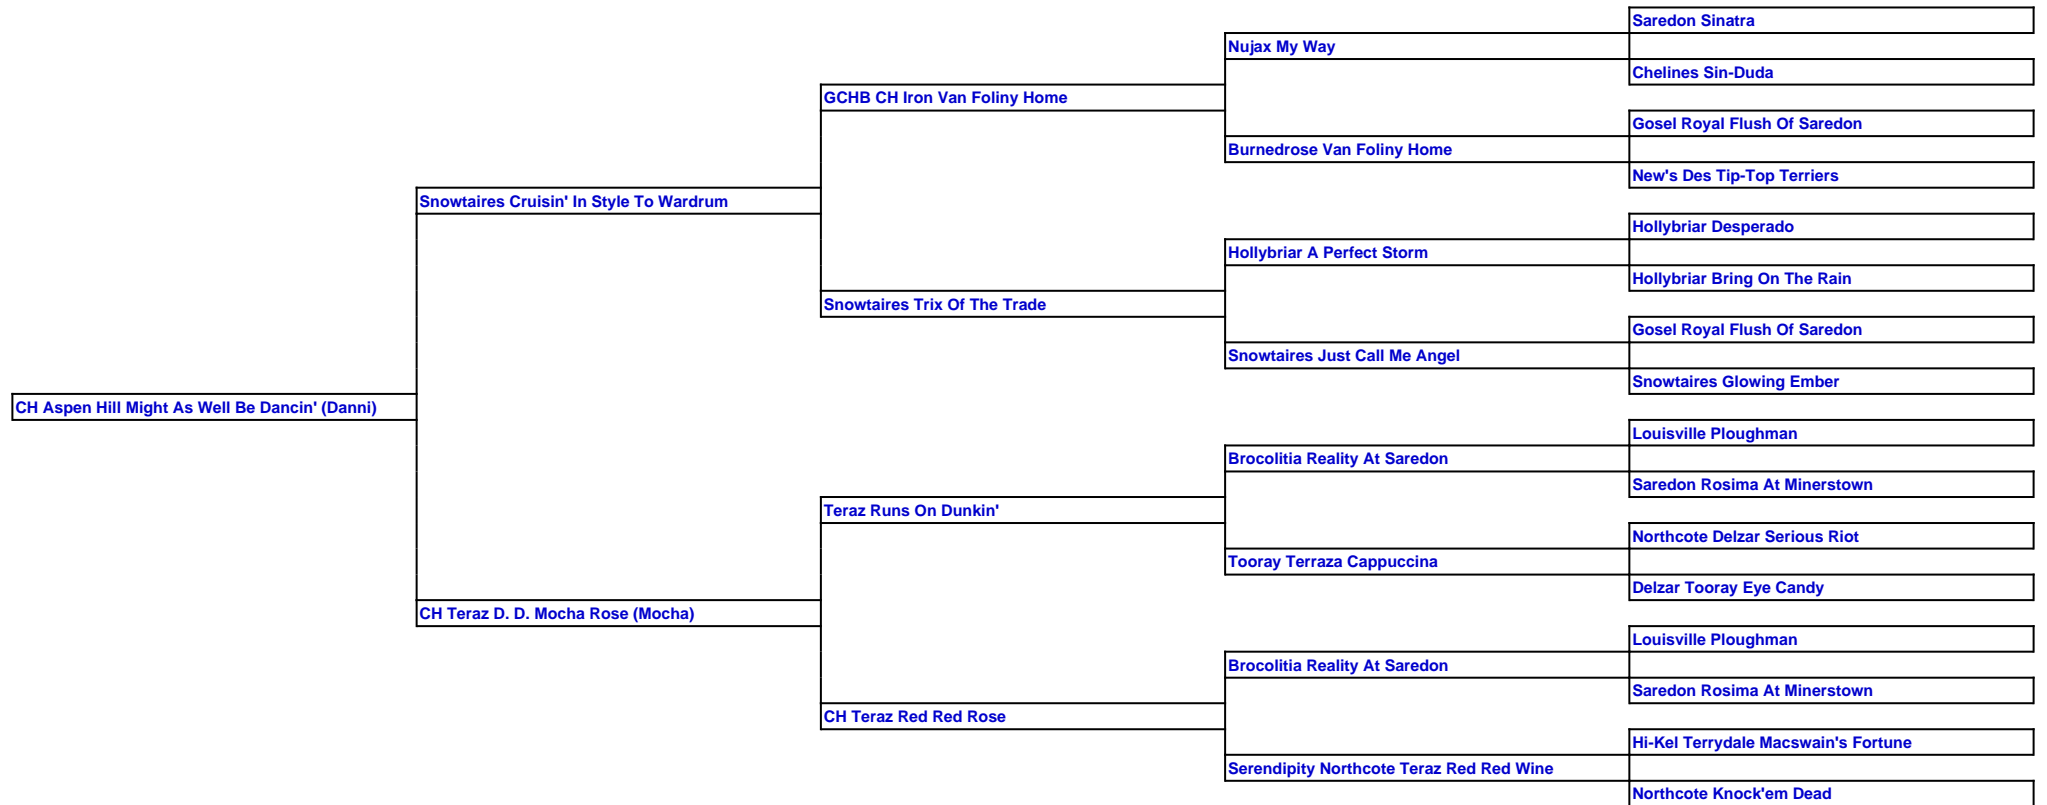 Saredon Sinatra
Nujax My Way
Chelines Sin-Duda
GCHB CH Iron Van Foliny Home
Gosel Royal Flush Of Saredon
Burnedrose Van Foliny Home
New's Des Tip-Top Terriers
Snowtaires Cruisin' In Style To Wardrum
Hollybriar Desperado
Hollybriar A Perfect Storm
Hollybriar Bring On The Rain
Snowtaires Trix Of The Trade
Gosel Royal Flush Of Saredon
Snowtaires Just Call Me Angel
Snowtaires Glowing Ember
CH Aspen Hill Might As Well Be Dancin' (Danni)
Louisville Ploughman
Brocolitia Reality At Saredon
Saredon Rosima At Minerstown
Teraz Runs On Dunkin'
Northcote Delzar Serious Riot
Tooray Terraza Cappuccina
Delzar Tooray Eye Candy
CH Teraz D. D. Mocha Rose (Mocha)
Louisville Ploughman
Brocolitia Reality At Saredon
Saredon Rosima At Minerstown
CH Teraz Red Red Rose
Hi-Kel Terrydale Macswain's Fortune
Serendipity Northcote Teraz Red Red Wine
Northcote Knock'em Dead